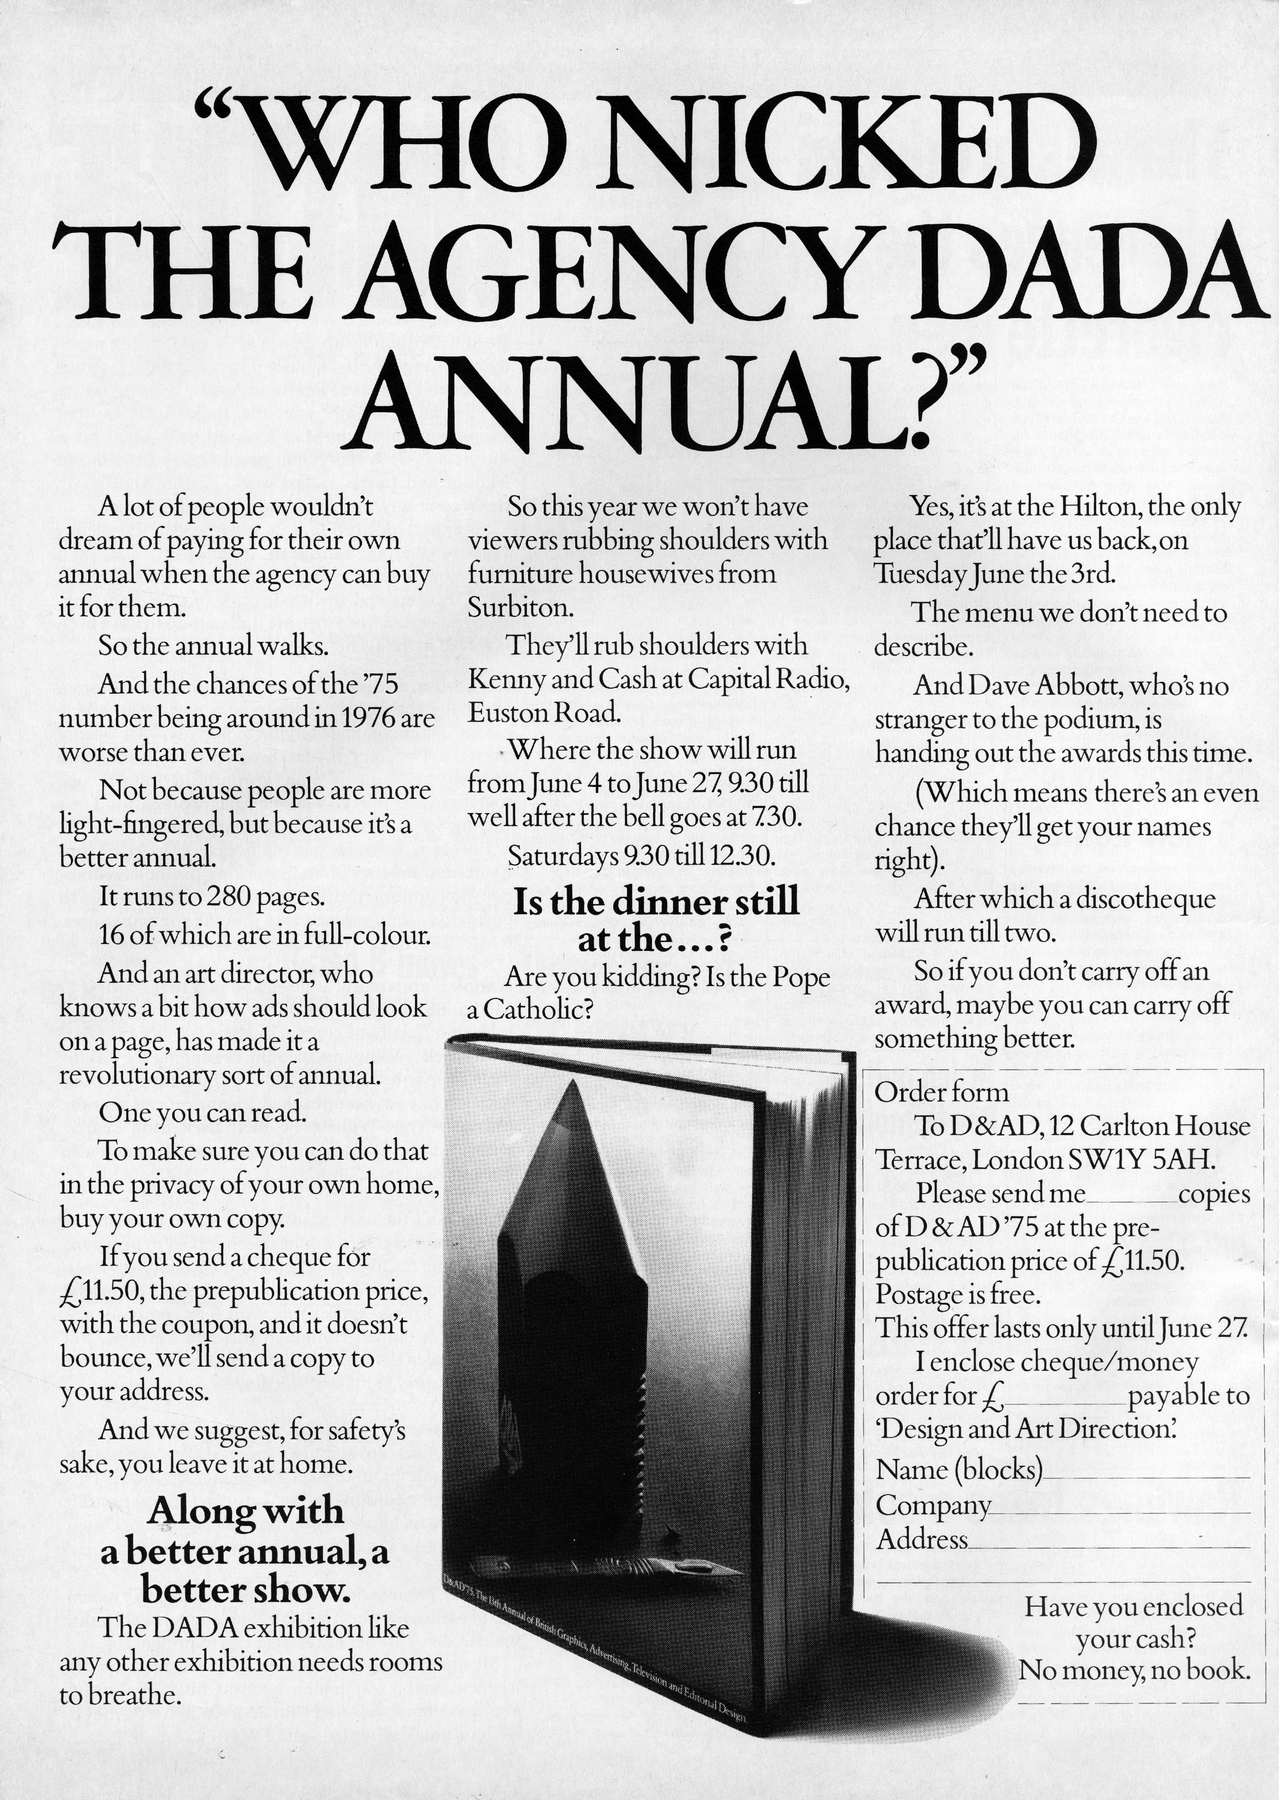 “WHO NICKED
THE AGENCY DADA
ANNUAL?”
A lot of people wouldn't
dream of paying for their own
annual when the agency can buy
it for them.
So the annual walks.
And the chances of the '75
number being around in 1976 are
worse than ever.
Not because people are more
light-fingered, but because it's a
better annual.
It runs to 280 pages.
16 of which are in full-colour.
And an art director, who
knows a bit how ads should look
on a page, has made it a
revolutionary sort of annual.
One you can read.
To make sure you can do that
in the privacy of your own home,
buy your own copy.
If you send a cheque for
£11.50, the prepublication price,
with the coupon, and it doesn't
bounce, we'll send a copy to
your address.
And we suggest, for safety's
sake, you leave it at home.
Along with
a better annual, a
better show.
The DADA exhibition like
any other exhibition needs rooms
to breathe.
So this year we won't have
viewers rubbing shoulders with
furniture housewives from
Surbiton.
They'll rub shoulders with
Kenny and Cash at Capital Radio,
Euston Road.
Where the show will run
from June 4 to June 27, 9.30 till
well after the bell goes at 7.30.
Saturdays 9.30 till 12.30.
Is the dinner still
at the...?
Are you kidding? Is the Pope
a Catholic?
D&AD '75. The 13th Annual of British Graphics, Advertising, Television and Editorial Design.
Yes, it's at the Hilton, the only
place that'll have us back, on
Tuesday June the 3rd.
The menu we don't need to
describe.
And Dave Abbott, who's no
stranger to the podium, is
handing out the awards this time.
(Which means there's an even
chance they'll get your names
right).
After which a discotheque
will run till two.
So if you don't carry off an
award, maybe you can carry off
something better.
Order form
To D&AD, 12 Carlton House
Terrace, London SW1Y 5AH.
Please send me______copies
of D & AD '75 at the pre-
publication price of £11.50.
Postage is free.
This offer lasts only until June 27.
I enclose cheque/money
order for £________payable to
‘Design and Art Direction’.
Name (blocks)
Company
Address
Have you enclosed
your cash?
No money, no book.